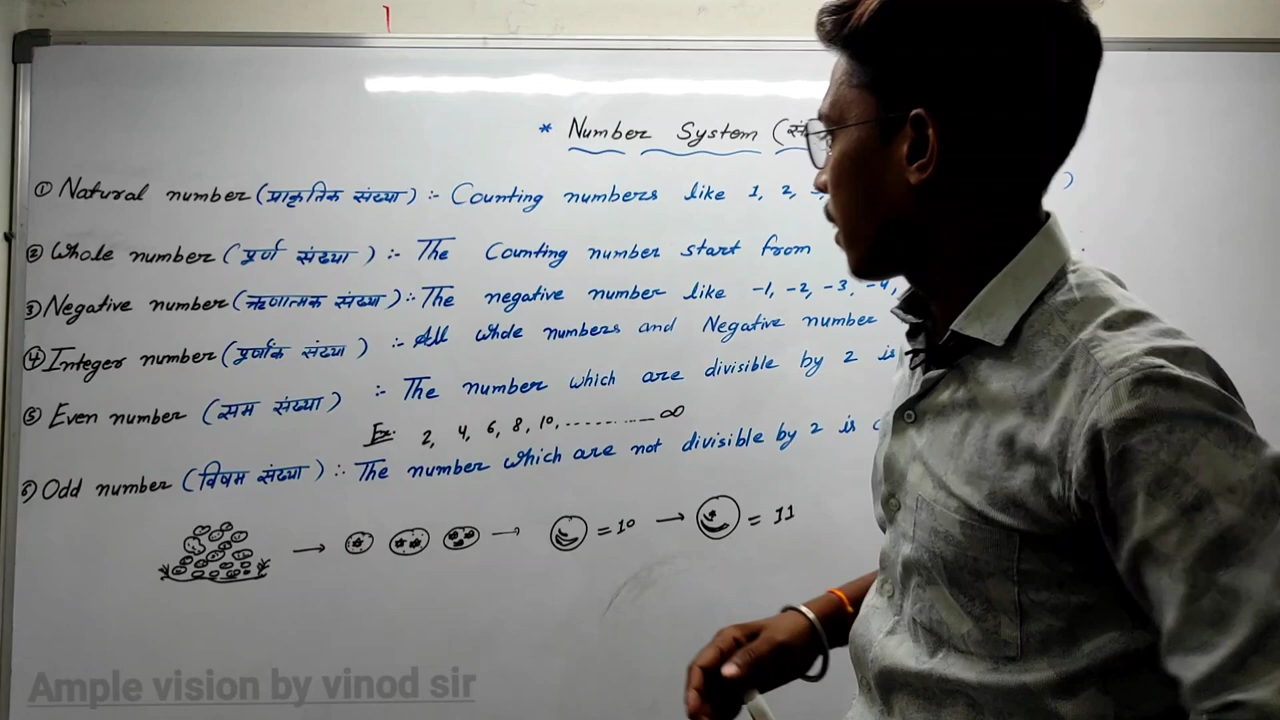 * Number System (सं
① Natural number (प्राकृतिक संख्या) :- Counting numbers like 1, 2, )
② Whole number (पूर्ण संख्या) :- The Counting number start from
③ Negative number (ऋणात्मक संख्या) :- The negative number like -1, -2, -3, -4,
④ Integer number (पूर्णांक संख्या) :- All whole numbers and Negative number
⑤ Even number (सम संख्या) :- The number which are divisible by 2 is
Ex:- 2, 4, 6, 8, 10, ------------ ∞
⑥ Odd number (विषम संख्या) :- The number which are not divisible by 2 is
= 10 → = 11
Ample vision by vinod sir